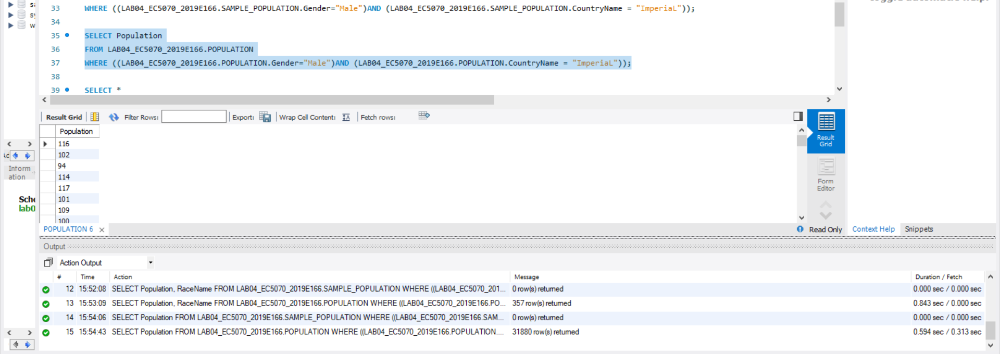 sa
33 WHERE ((LAB04_EC5070_2019E166.SAMPLE_POPULATION.Gender="Male")AND (LAB04_EC5070_2019E166.SAMPLE_POPULATION.CountryName = "ImperiaL"));
sy
34
w
35 SELECT Population
36 FROM LAB04_EC5070_2019E166.POPULATION
37 WHERE ((LAB04_EC5070_2019E166.POPULATION.Gender="Male")AND (LAB04_EC5070_2019E166.POPULATION.CountryName = "ImperiaL"));
38
39 SELECT *
Result Grid Filter Rows: Export: Wrap Cell Content: Fetch rows:
Population
116
102
94
114
117
101
109
100
Result
Grid
Form
Editor
Inform
ation
Sche
lab0
POPULATION 6
Read Only
Context Help Snippets
Output
Action Output
# Time Action Message Duration / Fetch
12 15:52:08 SELECT Population, RaceName FROM LAB04_EC5070_2019E166.SAMPLE_POPULATION WHERE ((LAB04_EC5070_201... 0 row(s) returned 0.000 sec / 0.000 sec
13 15:53:09 SELECT Population, RaceName FROM LAB04_EC5070_2019E166.POPULATION WHERE ((LAB04_EC5070_2019E166.PO... 357 row(s) returned 0.843 sec / 0.000 sec
14 15:54:06 SELECT Population FROM LAB04_EC5070_2019E166.SAMPLE_POPULATION WHERE ((LAB04_EC5070_2019E166.SAM... 0 row(s) returned 0.000 sec / 0.000 sec
15 15:54:43 SELECT Population FROM LAB04_EC5070_2019E166.POPULATION WHERE ((LAB04_EC5070_2019E166.POPULATION.... 31880 row(s) returned 0.594 sec / 0.313 sec